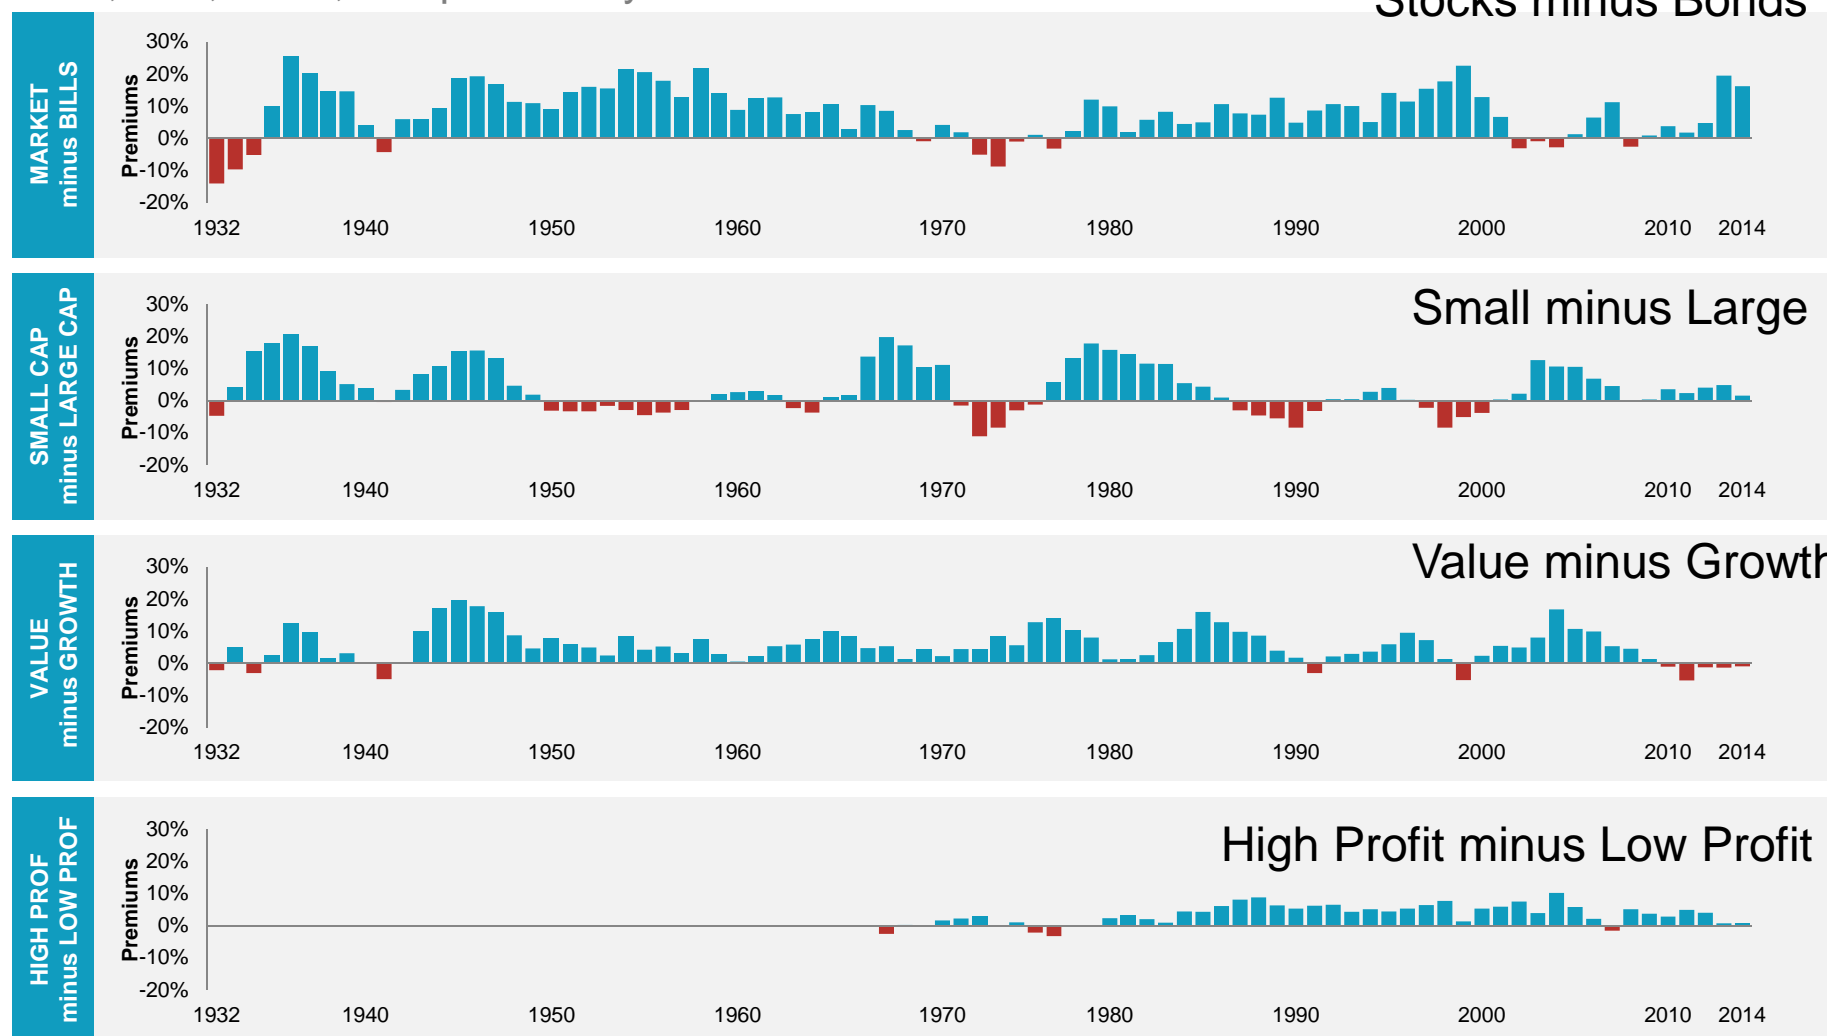 Stocks minus Bonds
MARKET
minus BILLS
Premiums
30%
20%
10%
0%
-10%
-20%
1932 1940 1950 1960 1970 1980 1990 2000 2010 2014
Small minus Large
SMALL CAP
minus LARGE CAP
Premiums
30%
20%
10%
0%
-10%
-20%
1932 1940 1950 1960 1970 1980 1990 2000 2010 2014
Value minus Growth
VALUE
minus GROWTH
Premiums
30%
20%
10%
0%
-10%
-20%
1932 1940 1950 1960 1970 1980 1990 2000 2010 2014
High Profit minus Low Profit
HIGH PROF
minus LOW PROF
Premiums
30%
20%
10%
0%
-10%
-20%
1932 1940 1950 1960 1970 1980 1990 2000 2010 2014